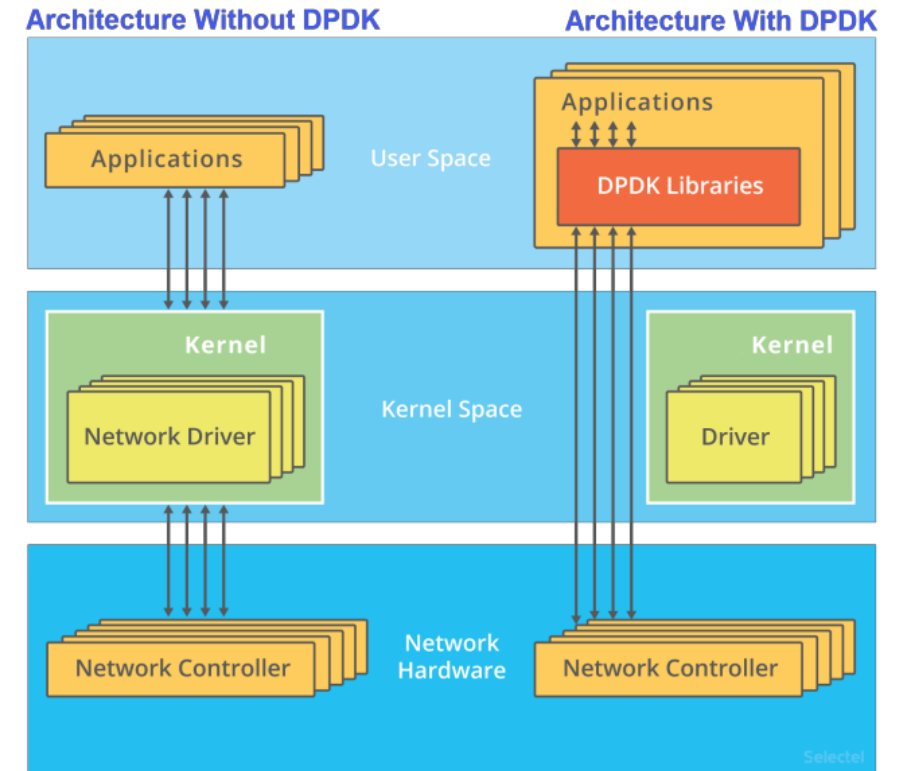 Architecture Without DPDK
Architecture With DPDK
Applications
User Space
Applications
DPDK Libraries
Kernel
Network Driver
Kernel Space
Kernel
Driver
Network Controller
Network
Hardware
Network Controller
Selectel